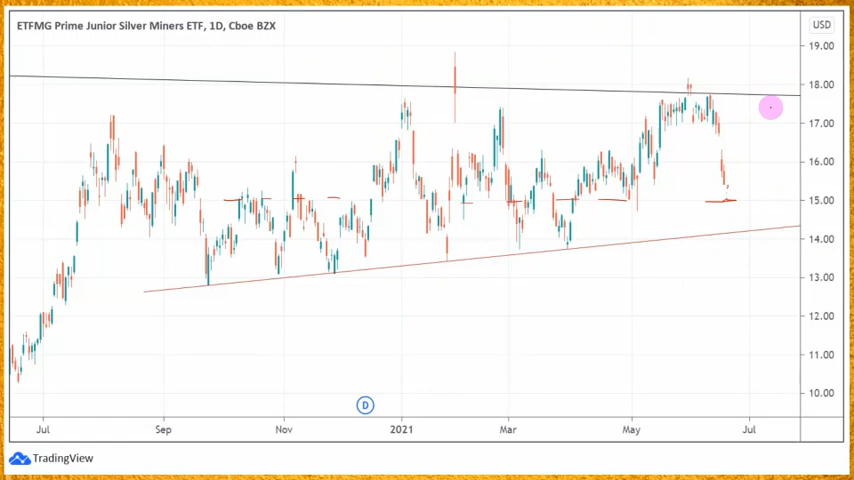 ETFMG Prime Junior Silver Miners ETF, 1D, Cboe BZX
USD
19.00
18.00
17.00
16.00
15.00
14.00
13.00
12.00
11.00
10.00
D
Jul Sep Nov 2021 Mar May Jul
TradingView